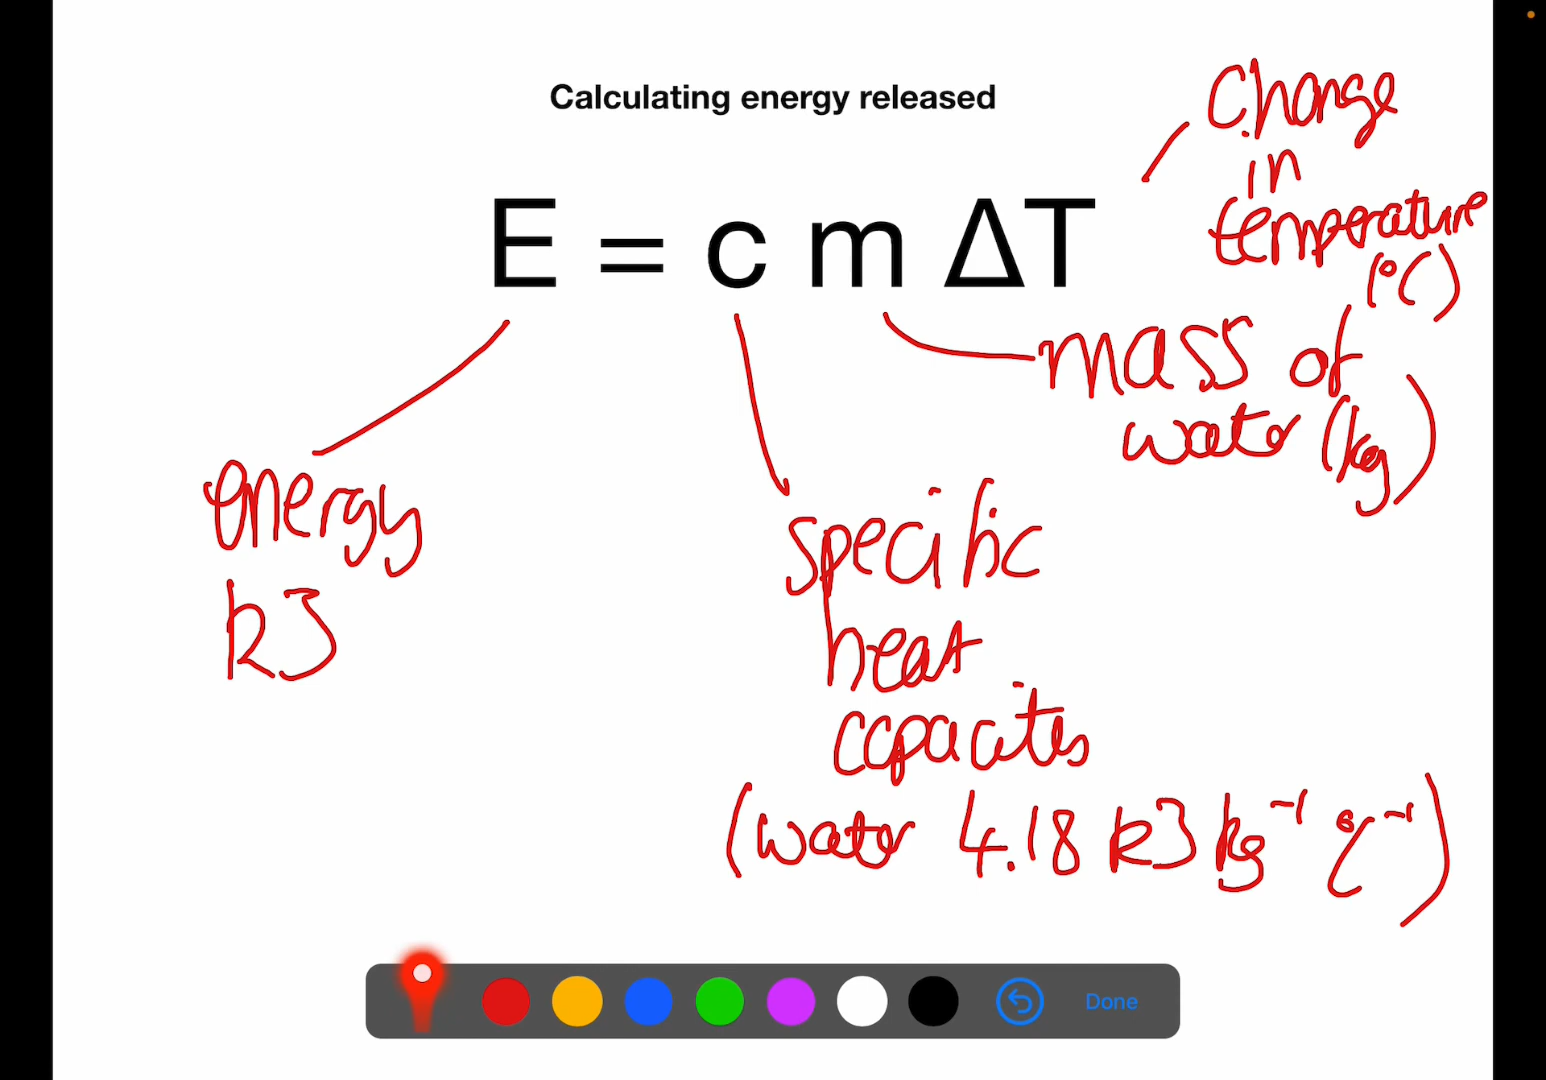 Calculating energy released
E = c m ΔT
Change
in
temperature
(°C)
mass of
water (kg)
energy
kJ
specific
heat
capacites
(water 4.18 kJ kg⁻¹ °C⁻¹)
Done